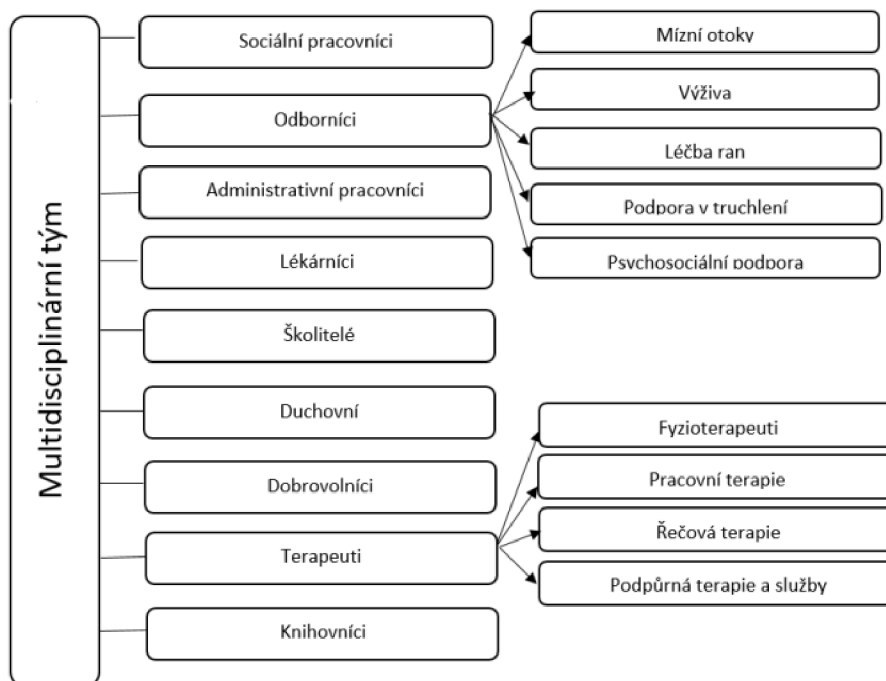 Multidisciplinární tým
Sociální pracovníci
Odborníci
Mízní otoky
Výživa
Léčba ran
Podpora v truchlení
Psychosociální podpora
Administrativní pracovníci
Lékárníci
Školitelé
Duchovní
Dobrovolníci
Terapeuti
Fyzioterapeuti
Pracovní terapie
Řečová terapie
Podpůrná terapie a služby
Knihovníci